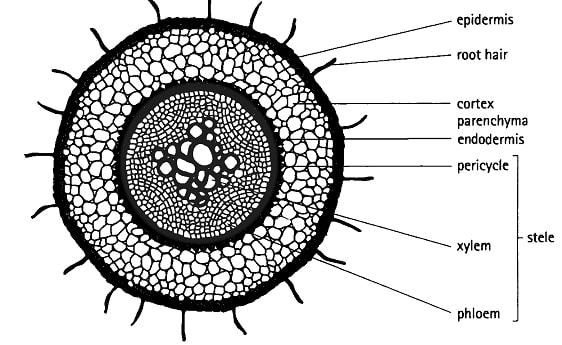 epidermis
root hair
cortex
parenchyma
endodermis
pericycle
xylem
stele
phloem